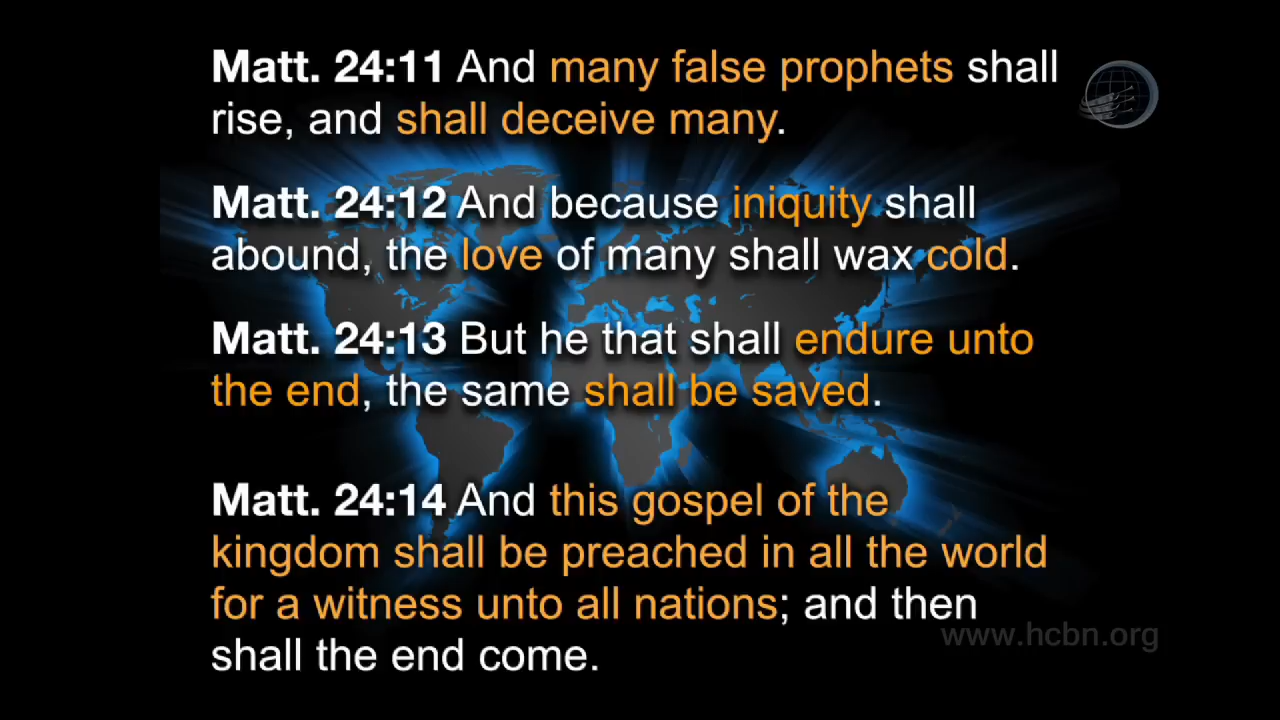 Matt. 24:11 And many false prophets shall
rise, and shall deceive many.
Matt. 24:12 And because iniquity shall
abound, the love of many shall wax cold.
Matt. 24:13 But he that shall endure unto
the end, the same shall be saved.
Matt. 24:14 And this gospel of the
kingdom shall be preached in all the world
for a witness unto all nations; and then
shall the end come.
www.hcbn.org